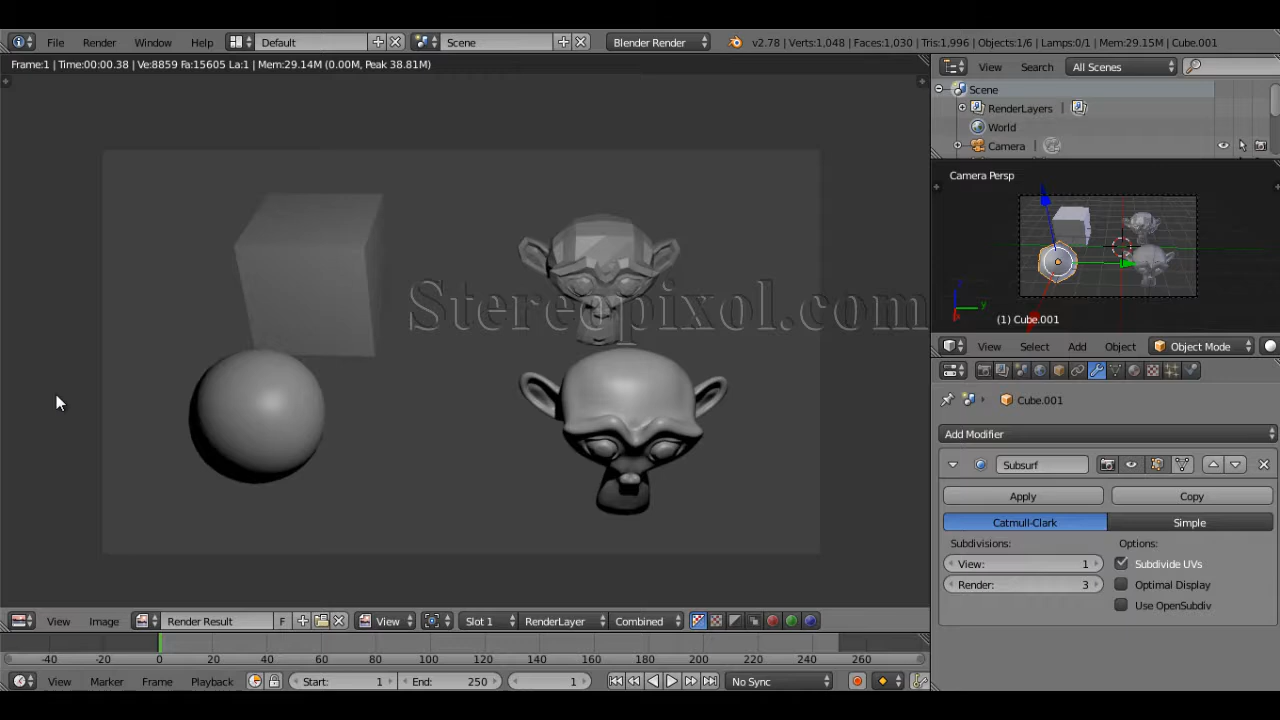 File Render Window Help Default Scene Blender Render v2.78 | Verts:1,048 | Faces:1,030 | Tris:1,996 | Objects:1/6 | Lamps:0/1 | Mem:29.15M | Cube.001
Frame:1 | Time:00:00.38 | Ve:8859 Fa:15605 La:1 | Mem:29.14M (0.00M, Peak 38.81M)
View Search All Scenes
Scene
RenderLayers
World
Camera
Camera Persp
z
y
(1) Cube.001
Stereopixol.com
View Select Add Object Object Mode
Cube.001
Add Modifier
Subsurf
Apply Copy
Catmull-Clark Simple
Subdivisions: Options:
View: 1 Subdivide UVs
Render: 3 Optimal Display
Use OpenSubdiv
View Image Render Result F View Slot 1 RenderLayer Combined
-40 -20 0 20 40 60 80 100 120 140 160 180 200 220 240 260
View Marker Frame Playback Start: 1 End: 250 1 No Sync